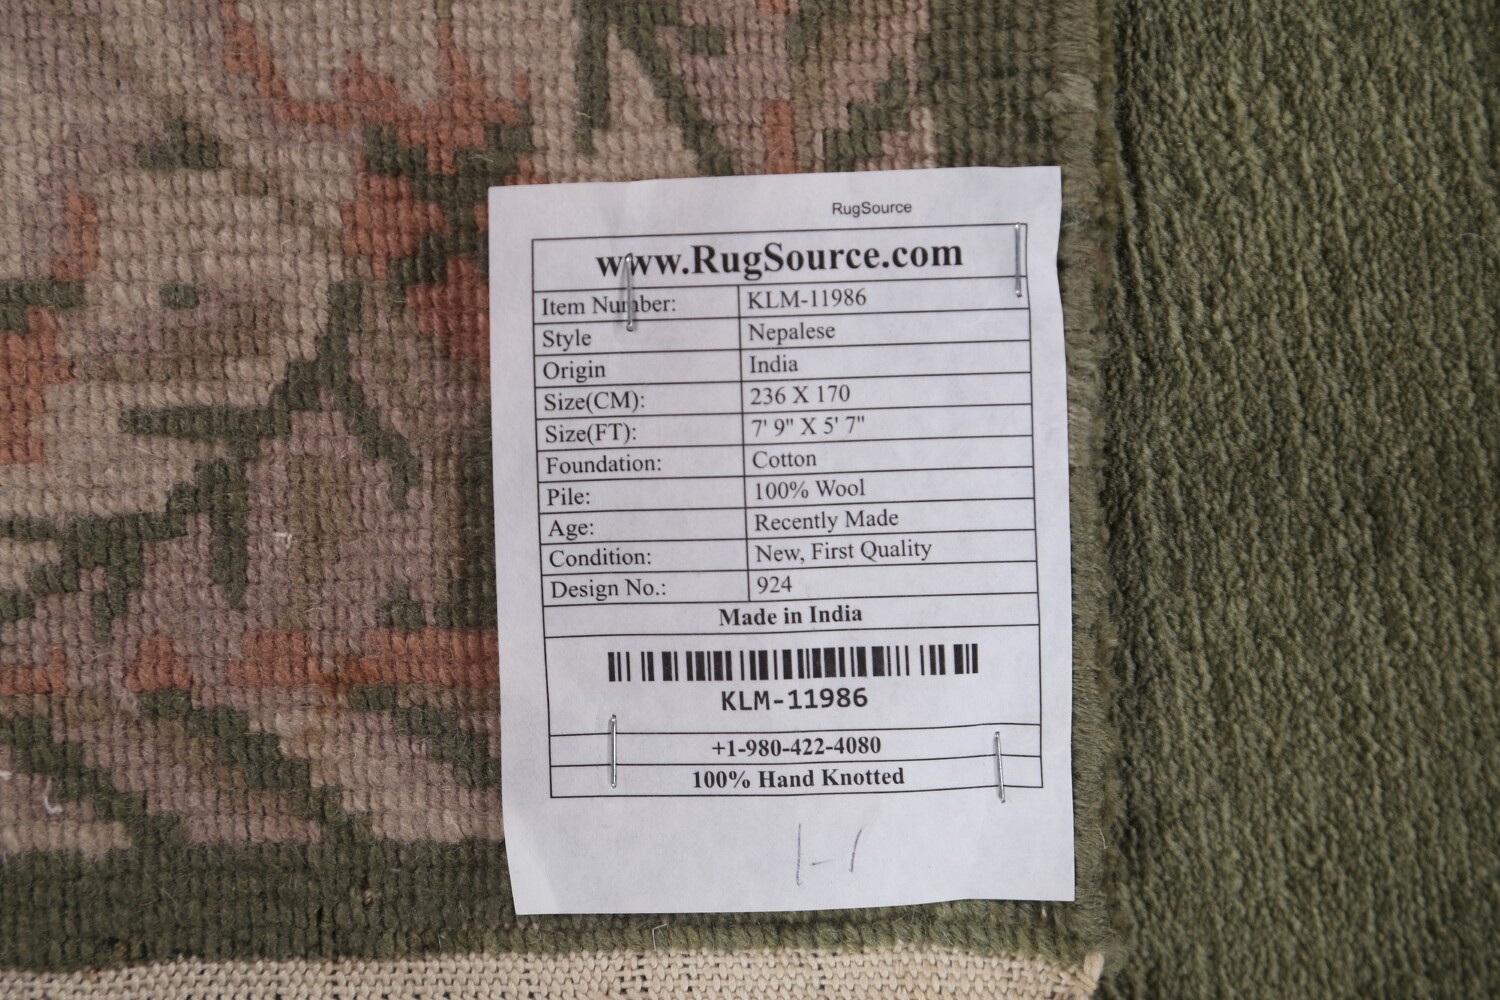 RugSource
www.RugSource.com
Item Number: KLM-11986
Style Nepalese
Origin India
Size(CM): 236 X 170
Size(FT): 7' 9" X 5' 7"
Foundation: Cotton
Pile: 100% Wool
Age: Recently Made
Condition: New, First Quality
Design No.: 924
Made in India
KLM-11986
+1-980-422-4080
100% Hand Knotted
1-1